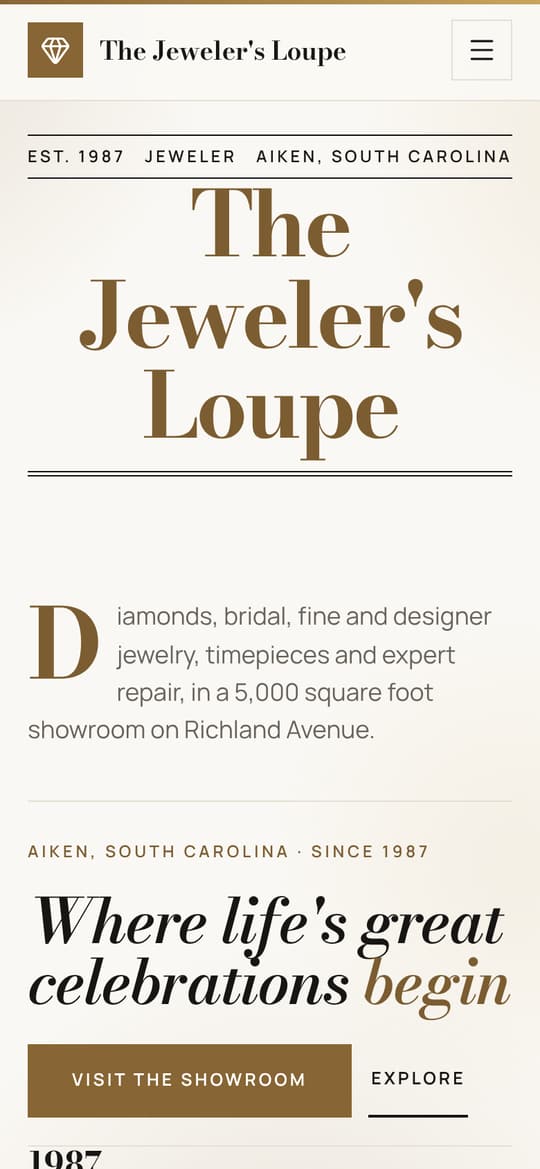 The Jeweler's Loupe
EST. 1987 JEWELER AIKEN, SOUTH CAROLINA
The
Jeweler's
Loupe
Diamonds, bridal, fine and designer
jewelry, timepieces and expert
repair, in a 5,000 square foot
showroom on Richland Avenue.
AIKEN, SOUTH CAROLINA · SINCE 1987
Where life's great
celebrations begin
VISIT THE SHOWROOM EXPLORE
1987